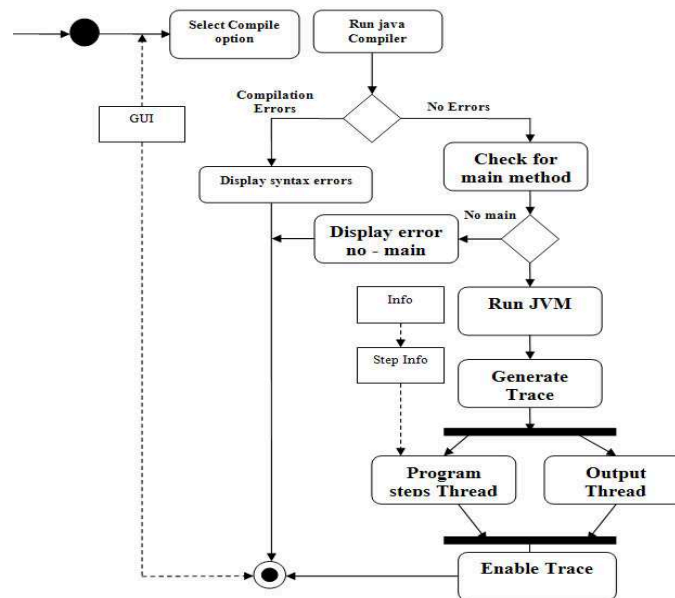 Select Compile
option
Run java
Compiler
Compilation
Errors
No Errors
GUI
Display syntax errors
Check for
main method
No main
Display error
no - main
Info
Run JVM
Step Info
Generate
Trace
Program
steps Thread
Output
Thread
Enable Trace